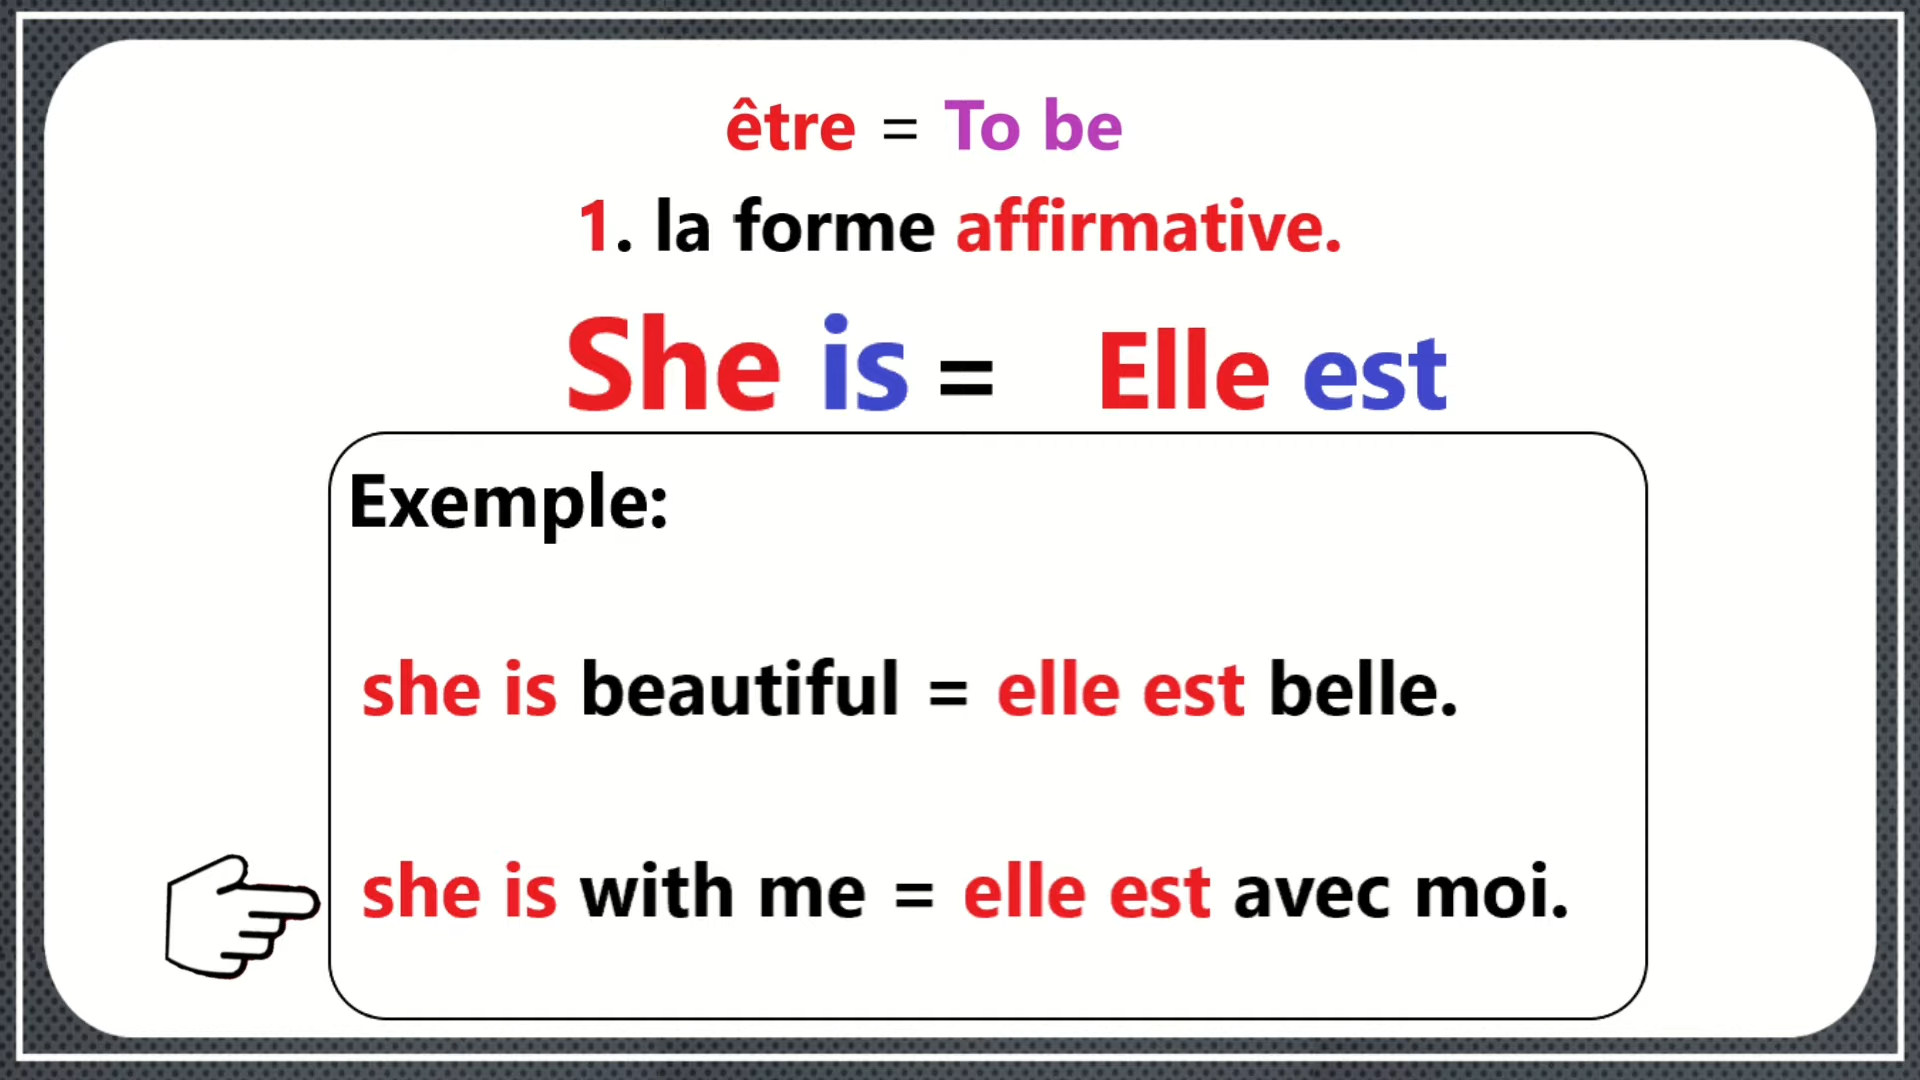 être = To be
1. la forme affirmative.
She is = Elle est
Exemple:
she is beautiful = elle est belle.
she is with me = elle est avec moi.